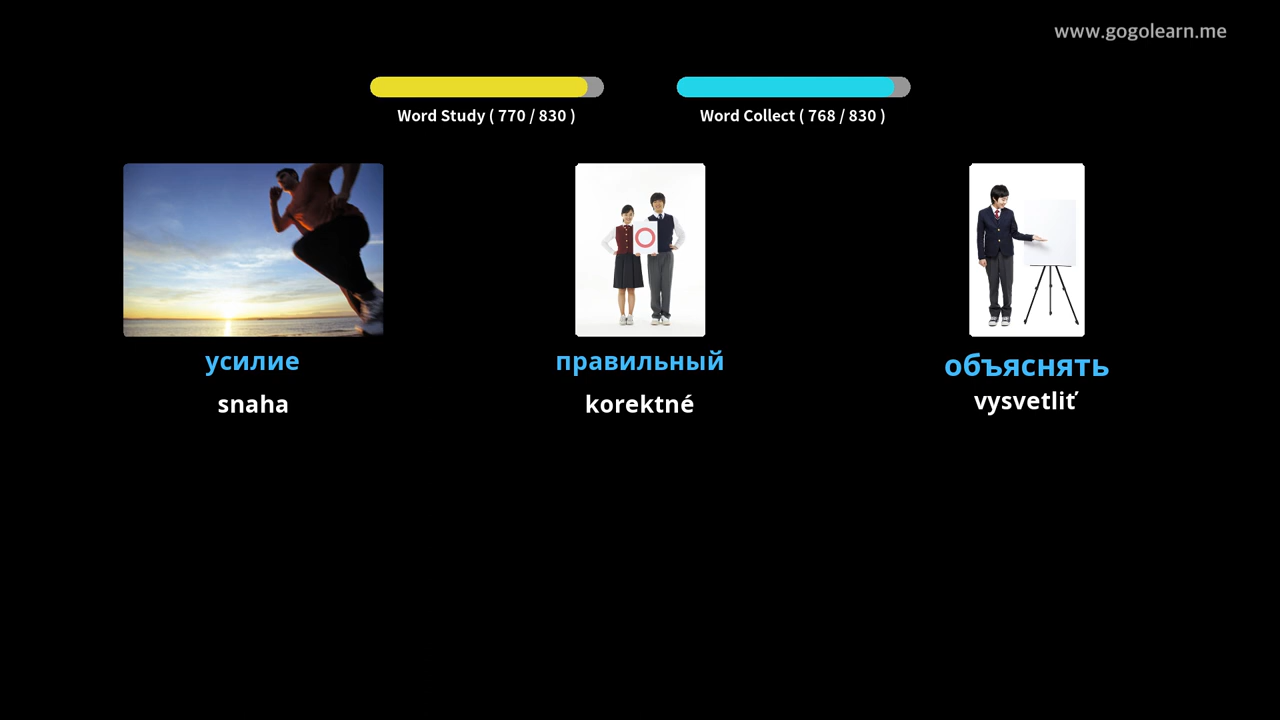 www.gogolearn.me
Word Study ( 770 / 830 )
Word Collect ( 768 / 830 )
усилие
правильный
объяснять
snaha
korektné
vysvetliť